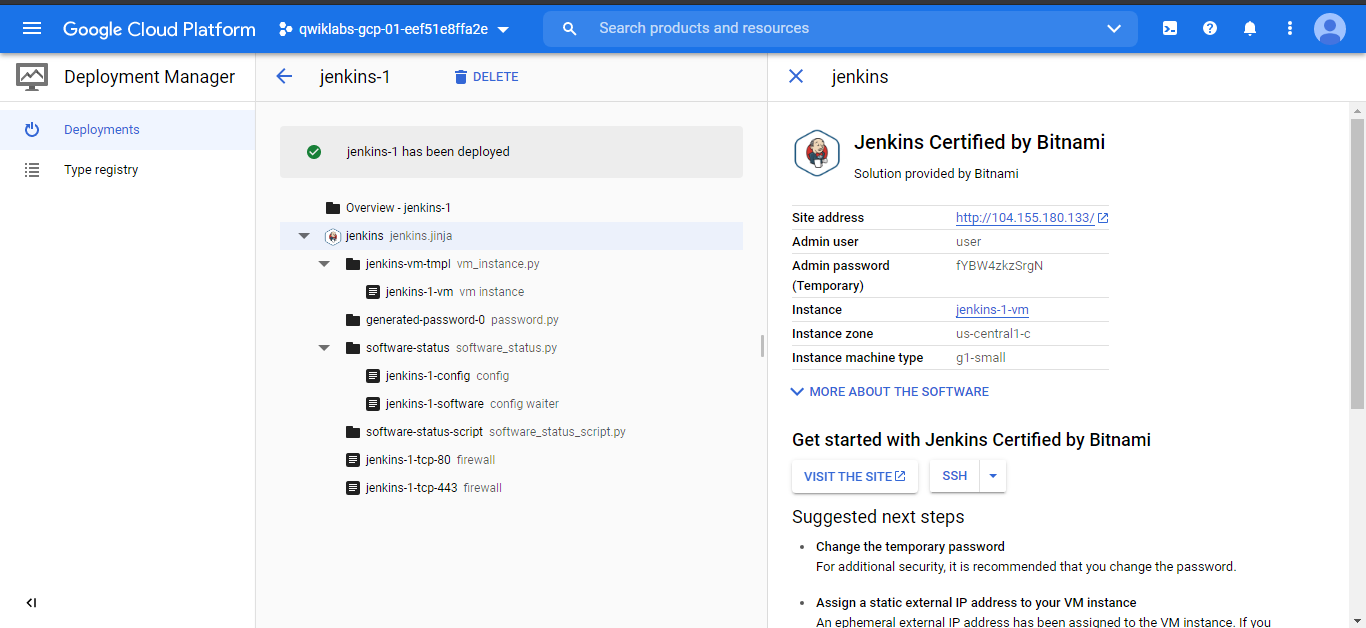 Google Cloud Platform
qwiklabs-gcp-01-eef51e8ffa2e
Search products and resources
Deployment Manager
Deployments
Type registry
jenkins-1
DELETE
jenkins-1 has been deployed
Overview - jenkins-1
jenkins jenkins.jinja
jenkins-vm-tmpl vm_instance.py
jenkins-1-vm vm instance
generated-password-0 password.py
software-status software_status.py
jenkins-1-config config
jenkins-1-software config waiter
software-status-script software_status_script.py
jenkins-1-tcp-80 firewall
jenkins-1-tcp-443 firewall
jenkins
Jenkins Certified by Bitnami
Solution provided by Bitnami
Site address http://104.155.180.133/
Admin user user
Admin password fYBW4zkzSrgN
(Temporary)
Instance jenkins-1-vm
Instance zone us-central1-c
Instance machine type g1-small
MORE ABOUT THE SOFTWARE
Get started with Jenkins Certified by Bitnami
VISIT THE SITE SSH
Suggested next steps
Change the temporary password
For additional security, it is recommended that you change the password.
Assign a static external IP address to your VM instance
An ephemeral external IP address has been assigned to the VM instance. If you